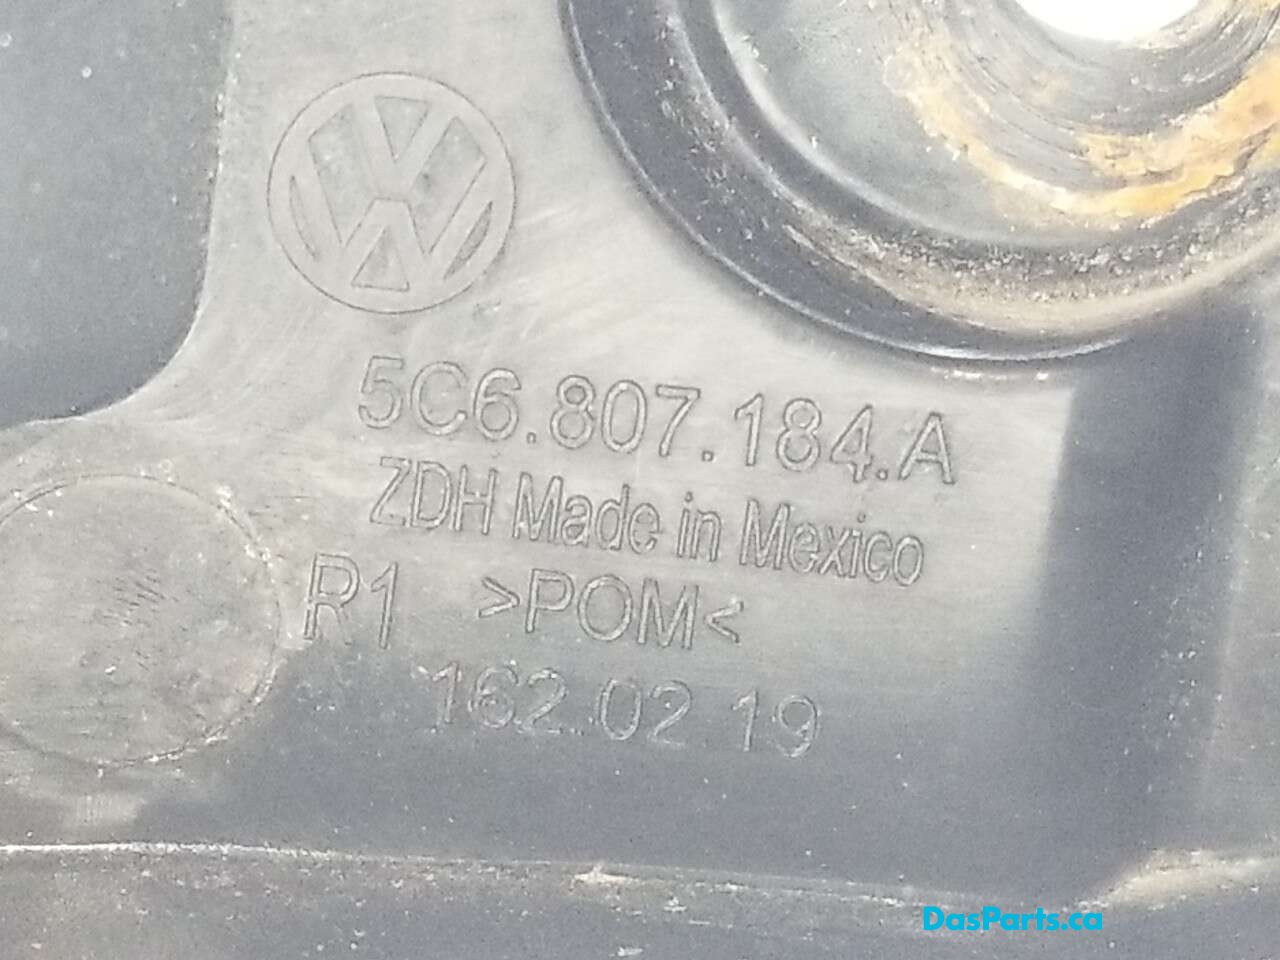 5C6.807.184.A
ZDH Made in Mexico
R1 >POM<
162.02 19
DasParts.ca